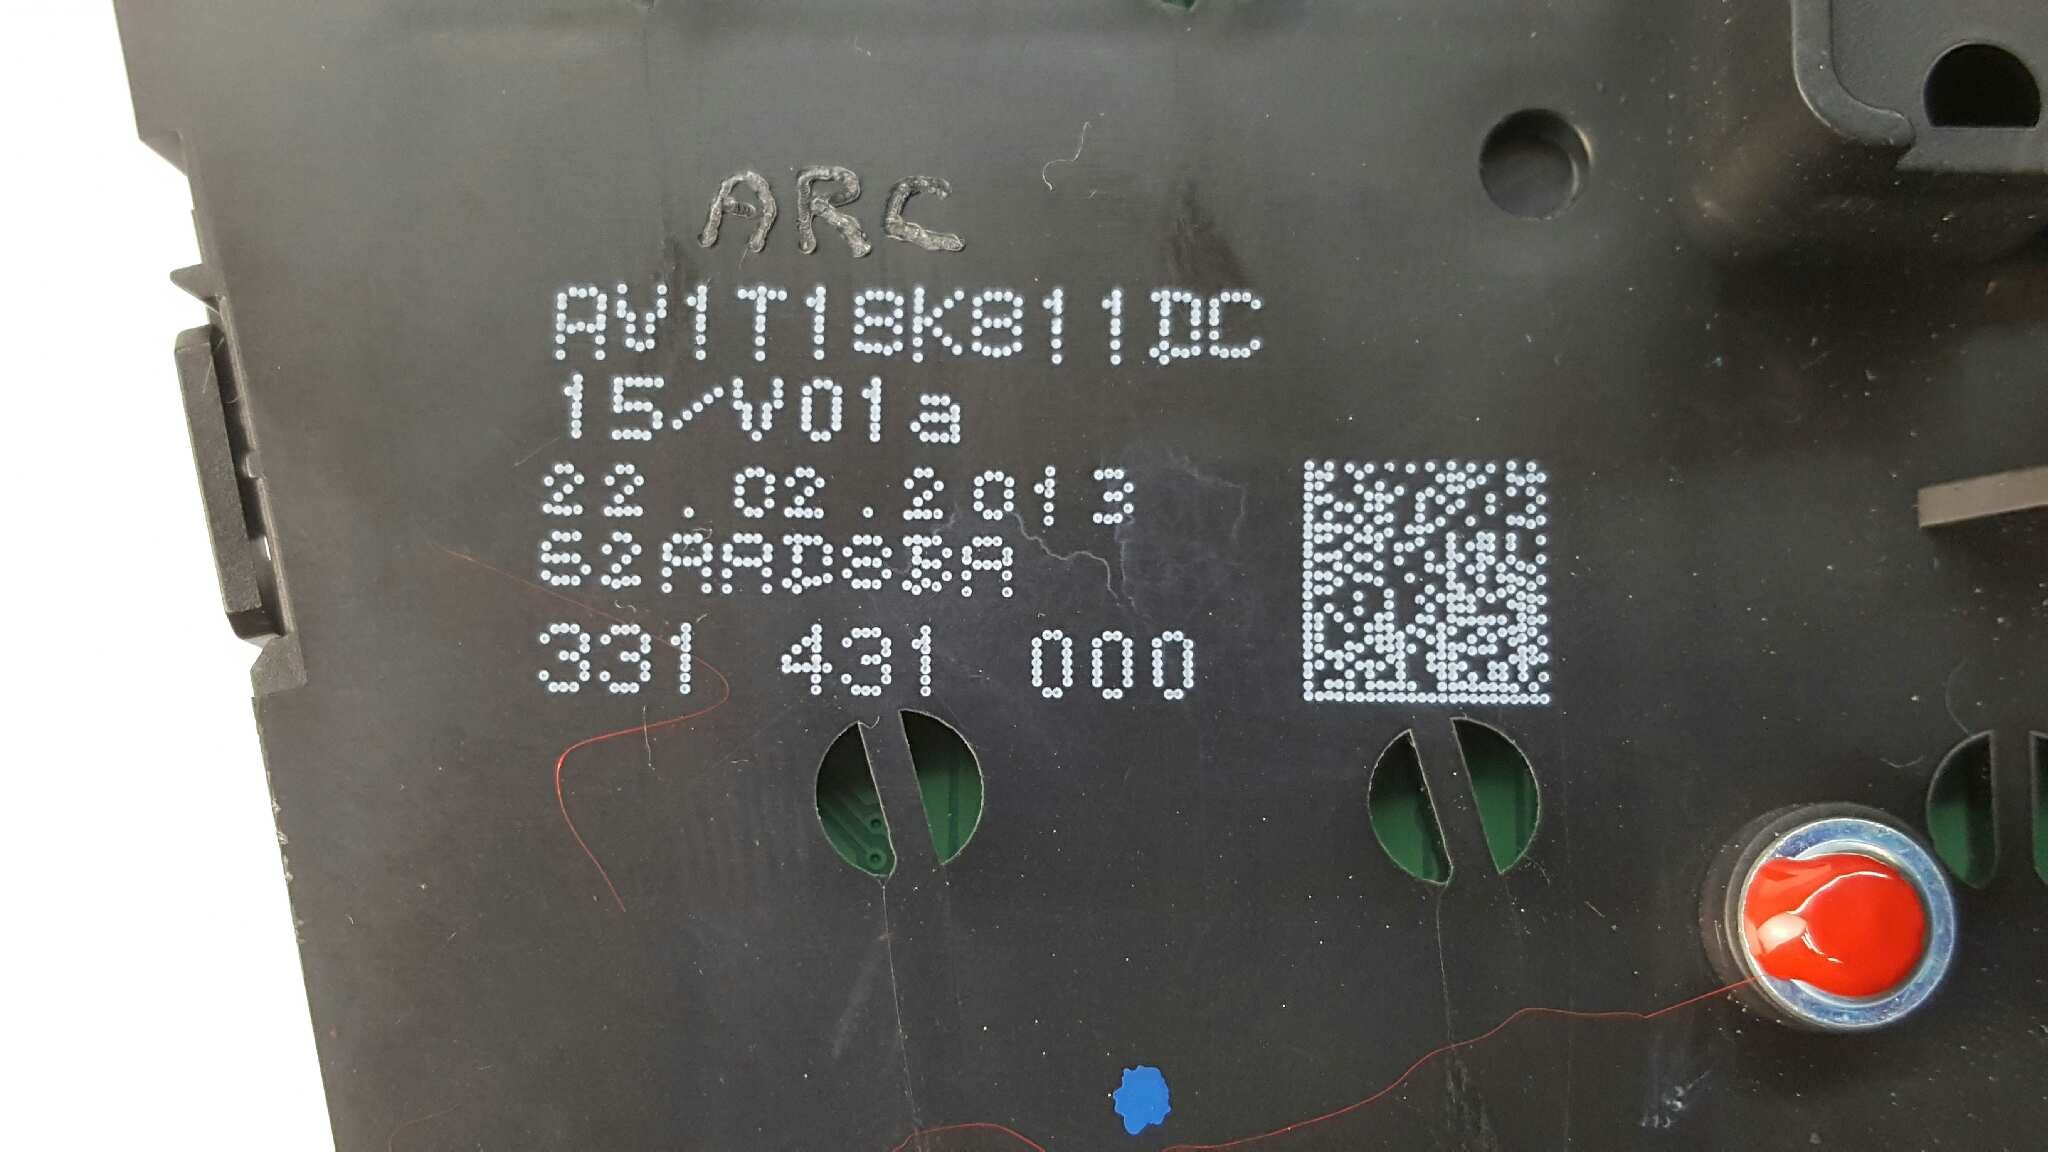 ARC
AV1T18K811DC
15/V01a
22.02.2013
331 431 000